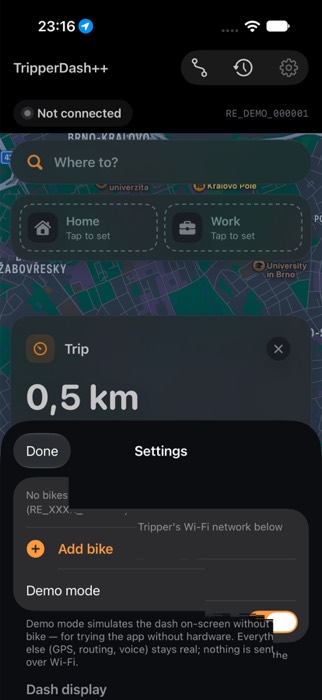 23:16
TripperDash++
Not connected
RE_DEMO_000001
BRNO-KRÁLOVO
Where to?
univerzita
Královo Pole
Home
Tap to set
Work
Tap to set
ŽABOVŘESKY
University
in Brno
Trip
0,5 km
Done
Settings
No bikes
(RE_XXX
Tripper's Wi-Fi network below
Add bike
Demo mode
Demo mode simulates the dash on-screen without
bike — for trying the app without hardware. Everyth
else (GPS, routing, voice) stays real; nothing is sent
the
over Wi-Fi.
Dash display